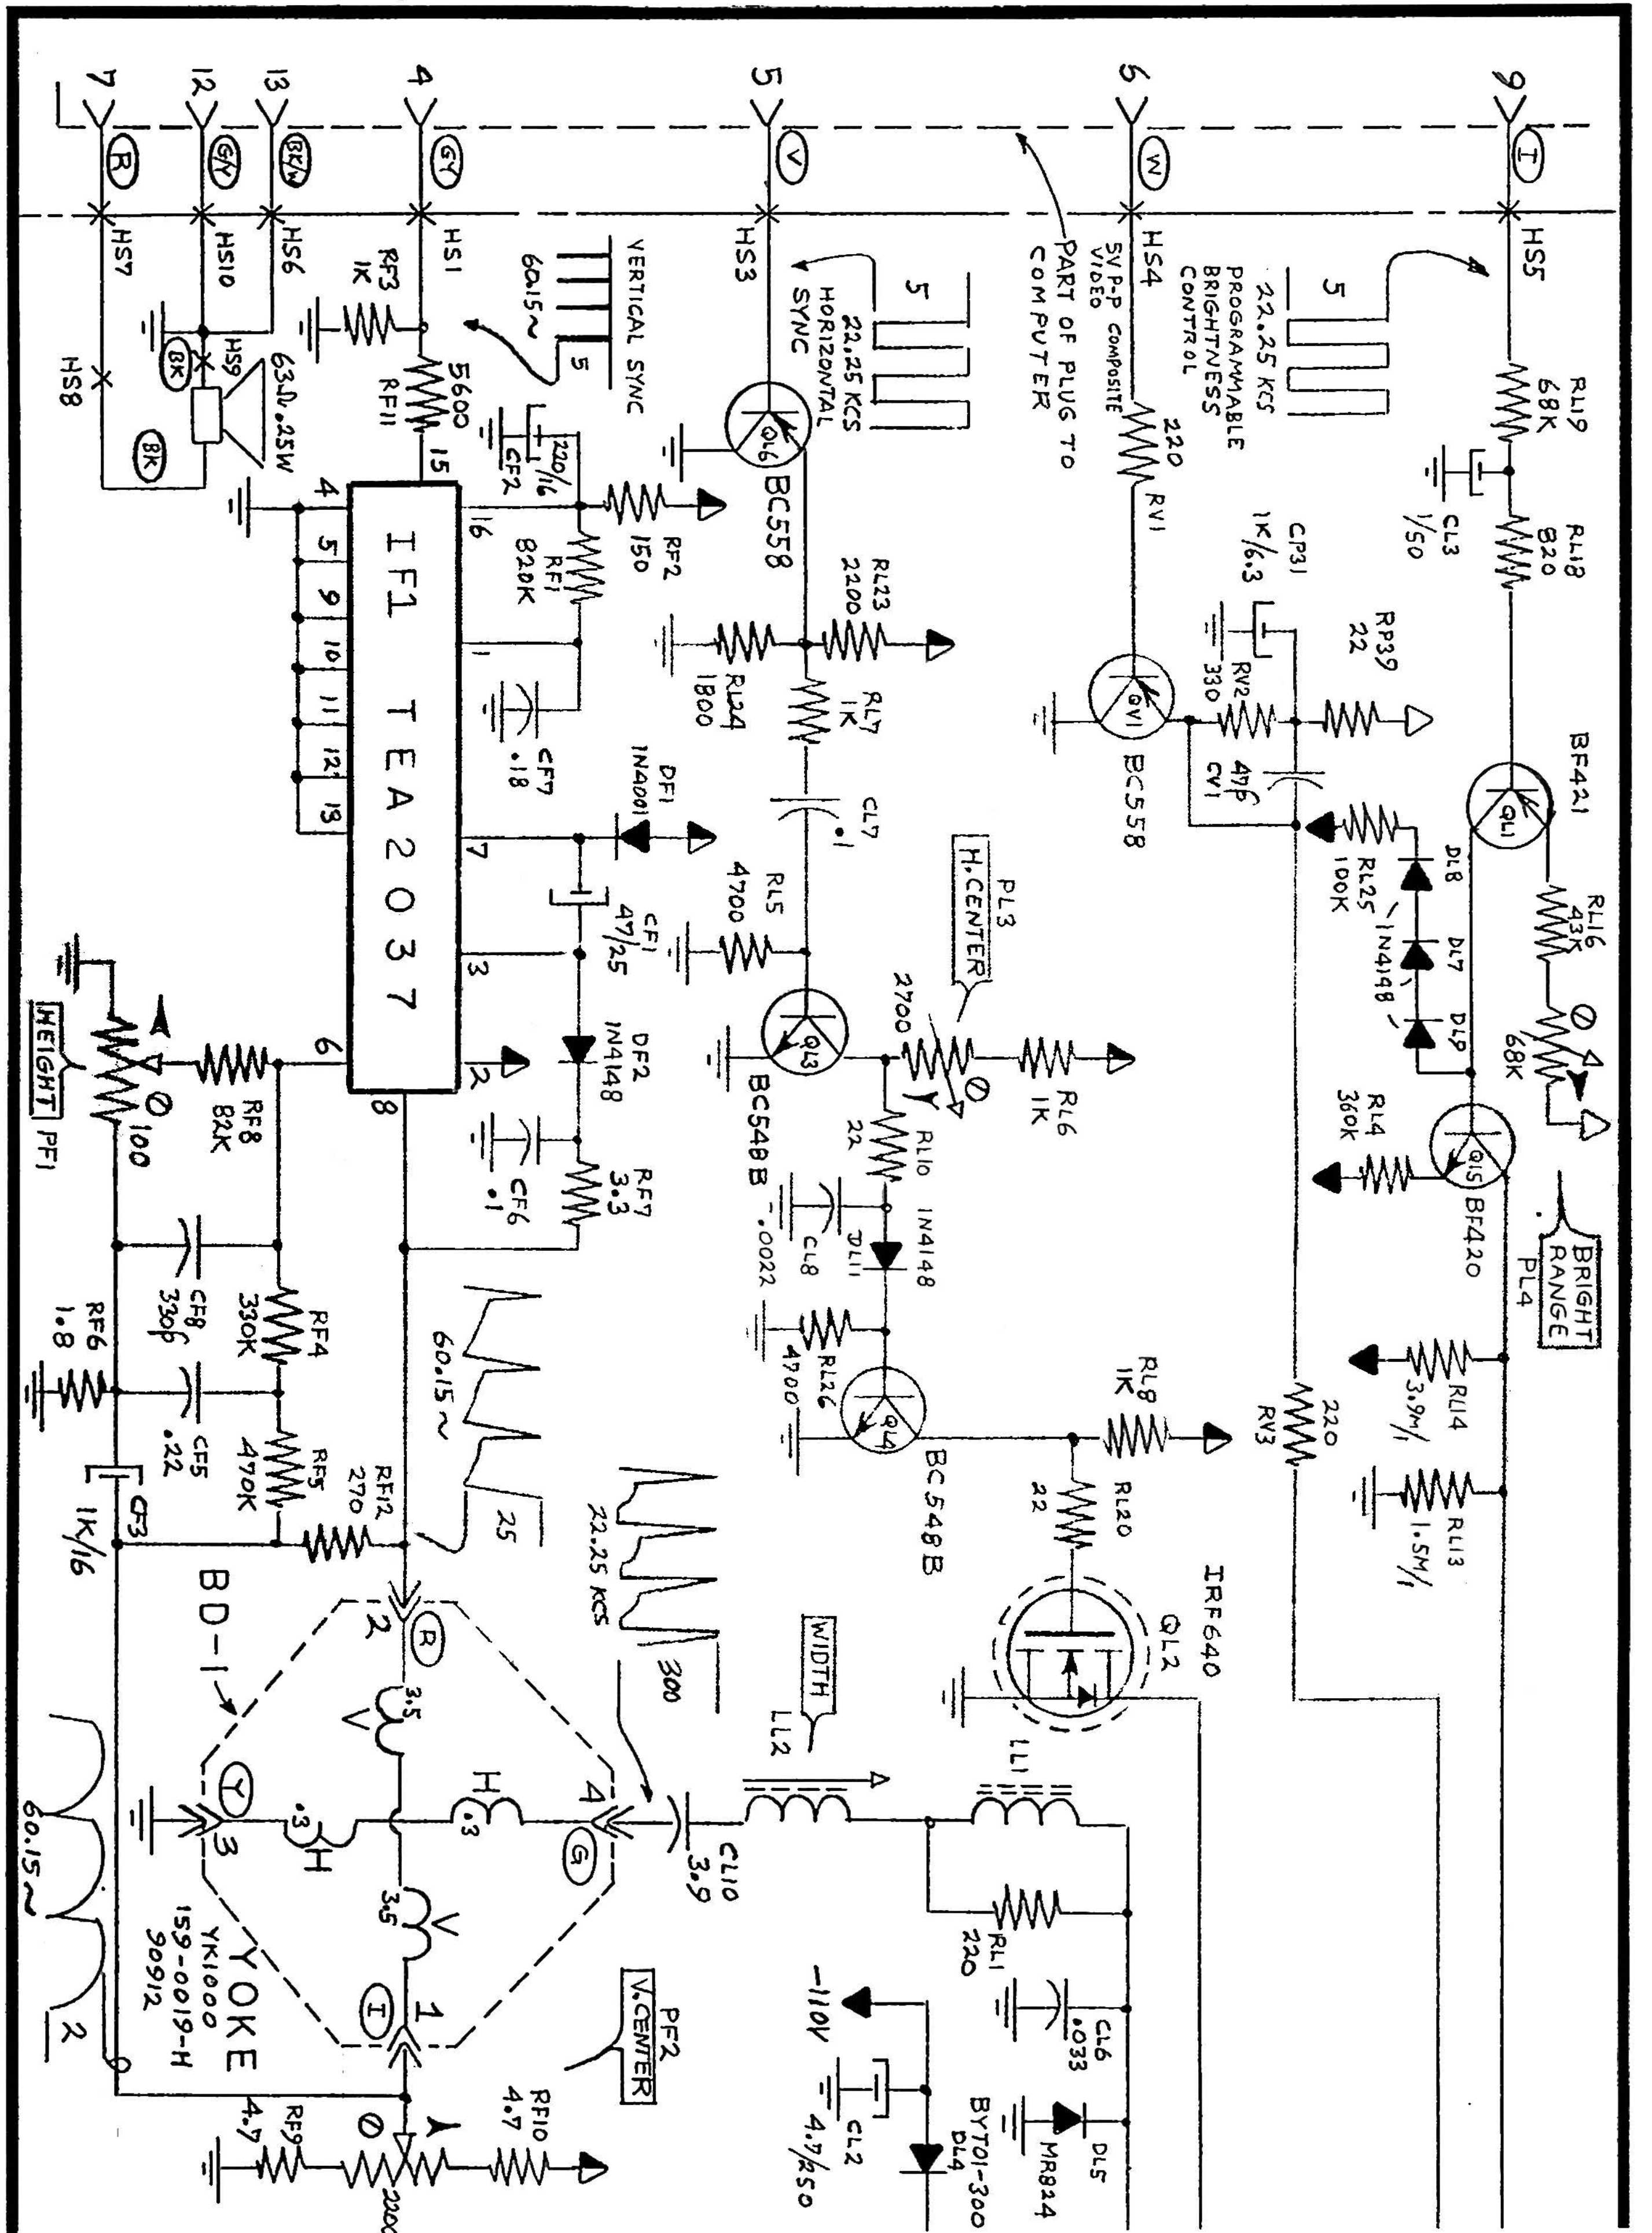 9
I
HS5
5
22.25 KCS
PROGRAMMABLE
BRIGHTNESS
CONTROL
RL19
68K
CL3
1/50
RL18
820
BF421
QL1
RL16
43K
68K
BRIGHT
RANGE
PL4
DL8
DL7
DL9
1N4148
RL25
100K
RL4
360K
BF420
RL14
3.9M/1
RL13
1.5M/1
6
W
HS4
5V P-P COMPOSITE
VIDEO
PART OF PLUG TO
COMPUTER
220
RV1
CP31
1K/6.3
RP39
22
RV2
330
QV1
BC558
47p
CV1
220
RV3
5
V
HS3
5
22.25 KCS
HORIZONTAL
SYNC
QL6
BC558
RL23
2200
RL24
1800
RL7
1K
CL7
.1
RL5
4700
PL3
H.CENTER
2700
RL6
1K
QL3
BC548B
RL10
22
CL8
.0022
DL11
1N4148
RL26
4700
QL4
BC548B
RL8
1K
RL20
22
IRF640
QL2
LL1
WIDTH
LL2
RL1
220
CL6
.033
DL5
MR824
CL10
3.9
-110V
CL2
4.7/250
BYT01-300
DL4
4
GY
HS1
RF3
1K
VERTICAL SYNC
60.15~
5
5600
RF11
15
220/16
CF2
RF2
150
RF1
820K
CF7
.18
DF1
1N4001
CF1
47/25
DF2
1N4148
CF6
.1
RF7
3.3
IF1 TEA2037
16
1
7
3
2
4
5
9
10
11
12
13
6
8
13
BK/W
HS6
12
G/Y
HS10
7
R
HS7
HS9
BK
63Ω.25W
HS8
BK
HEIGHT
PF1
100
RF8
82K
CF8
330p
RF4
330K
RF6
1.8
CF5
.22
RF5
470K
CF3
1K/16
RF12
270
60.15~
25
22.25 KCS
300
BD-1
2
R
3.5
V
4
G
H
.3
3
Y
.3
H
3.5
V
1
I
YOKE
YK1000
159-0019-H
90912
60.15~
2
PF2
V.CENTER
RF10
4.7
RF9
4.7
2200